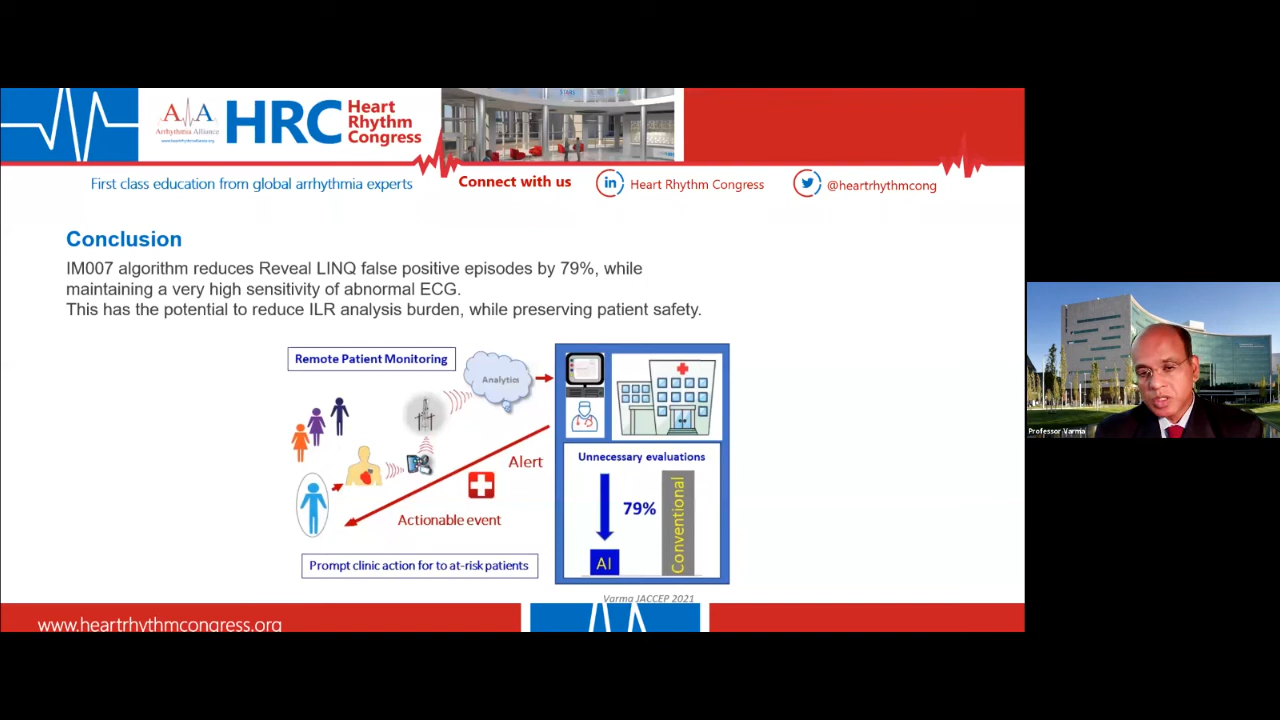 A A
Arrhythmia Alliance
www.heartrhythmalliance.org
HRC
Heart
Rhythm
Congress
First class education from global arrhythmia experts
Connect with us
in
Heart Rhythm Congress
@heartrhythmcong
Conclusion
IM007 algorithm reduces Reveal LINQ false positive episodes by 79%, while
maintaining a very high sensitivity of abnormal ECG.
This has the potential to reduce ILR analysis burden, while preserving patient safety.
Remote Patient Monitoring
Analytics
Alert
Actionable event
Prompt clinic action for to at-risk patients
Unnecessary evaluations
79%
AI
Conventional
Varma JACCEP 2021
www.heartrhythmcongress.org
Professor Varma